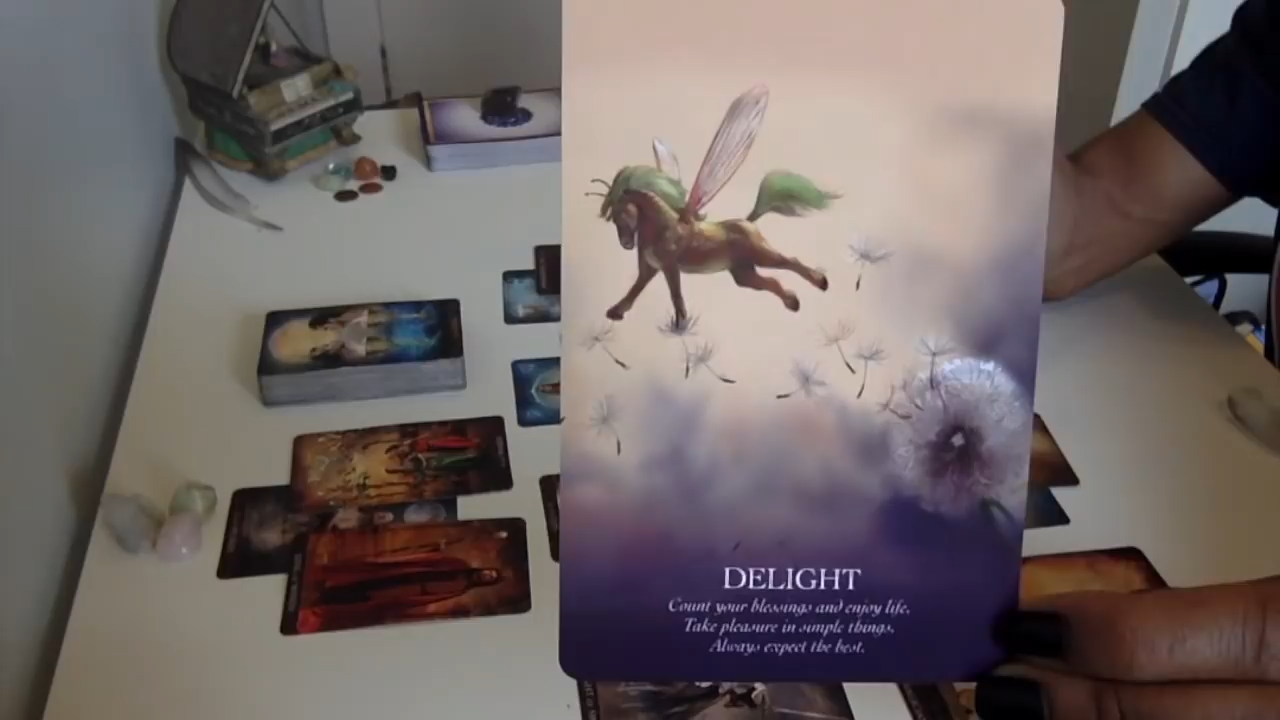 DELIGHT
Count your blessings and enjoy life.
Take pleasure in simple things.
Always expect the best.